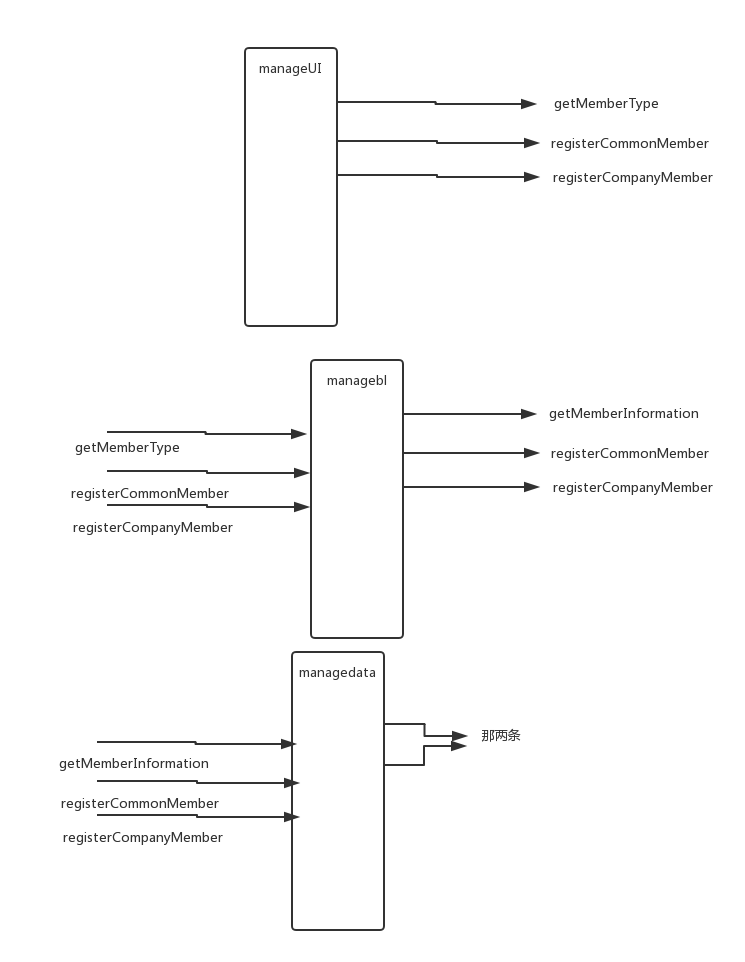 manageUI
getMemberType
registerCommonMember
registerCompanyMember
managebl
getMemberInformation
getMemberType
registerCommonMember
registerCommonMember
registerCompanyMember
registerCompanyMember
managedata
那两条
getMemberInformation
registerCommonMember
registerCompanyMember